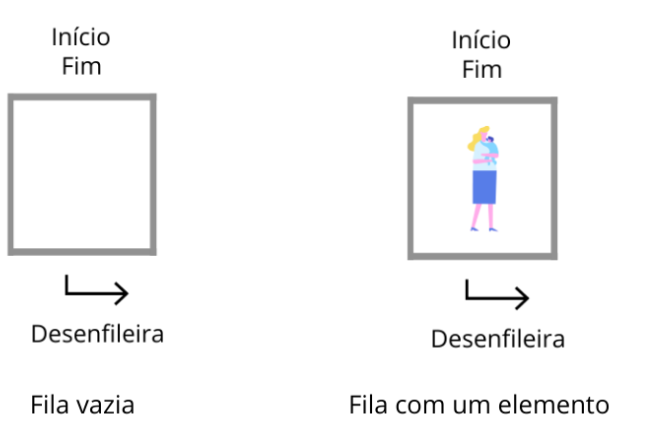 Início
Fim
Desenfileira
Fila vazia
Início
Fim
Desenfileira
Fila com um elemento